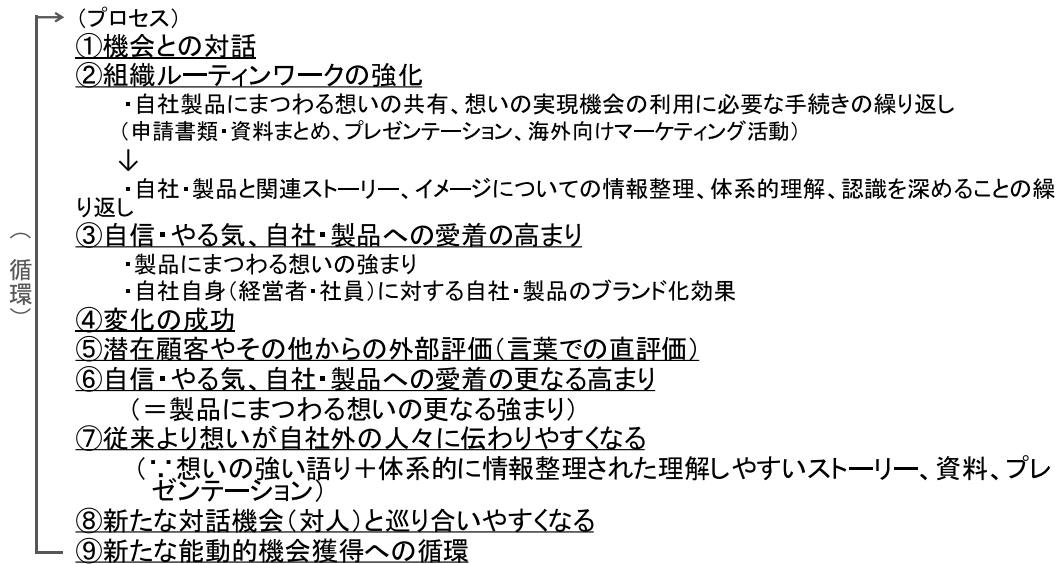 （プロセス）
①機会との対話
②組織ルーティンワークの強化
・自社製品にまつわる想いの共有、想いの実現機会の利用に必要な手続きの繰り返し
（申請書類・資料まとめ、プレゼンテーション、海外向けマーケティング活動）
↓
・自社・製品と関連ストーリー、イメージについての情報整理、体系的理解、認識を深めることの繰
り返し
③自信・やる気、自社・製品への愛着の高まり
・製品にまつわる想いの強まり
・自社自身（経営者・社員）に対する自社・製品のブランド化効果
④変化の成功
⑤潜在顧客やその他からの外部評価（言葉での直評価）
⑥自信・やる気、自社・製品への愛着の更なる高まり
（＝製品にまつわる想いの更なる強まり）
⑦従来より想いが自社外の人々に伝わりやすくなる
（∵想いの強い語り＋体系的に情報整理された理解しやすいストーリー、資料、プレ
ゼンテーション）
⑧新たな対話機会（対人）と巡り合いやすくなる
⑨新たな能動的機会獲得への循環
（循環）